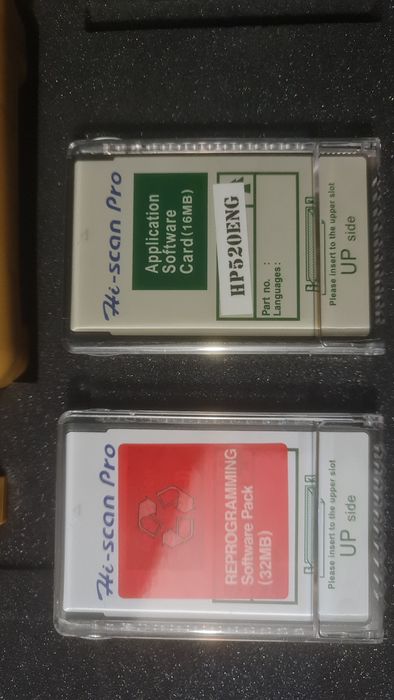 Hi-scan Pro
Application
Software
Card(16MB)
HP520ENG
Part no. :
Languages :
Please insert to the upper slot
UP side
Hi-scan Pro
REPROGRAMMING
Software Pack
(32MB)
Please insert to the upper slot
UP side